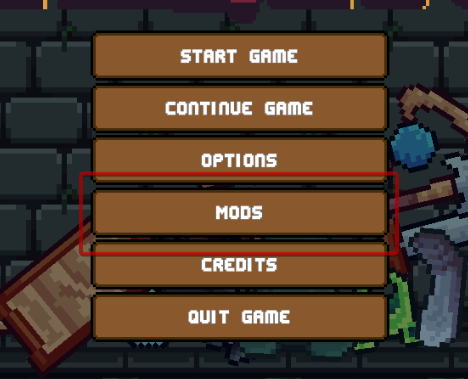 START GAME
CONTINUE GAME
OPTIONS
MODS
CREDITS
QUIT GAME